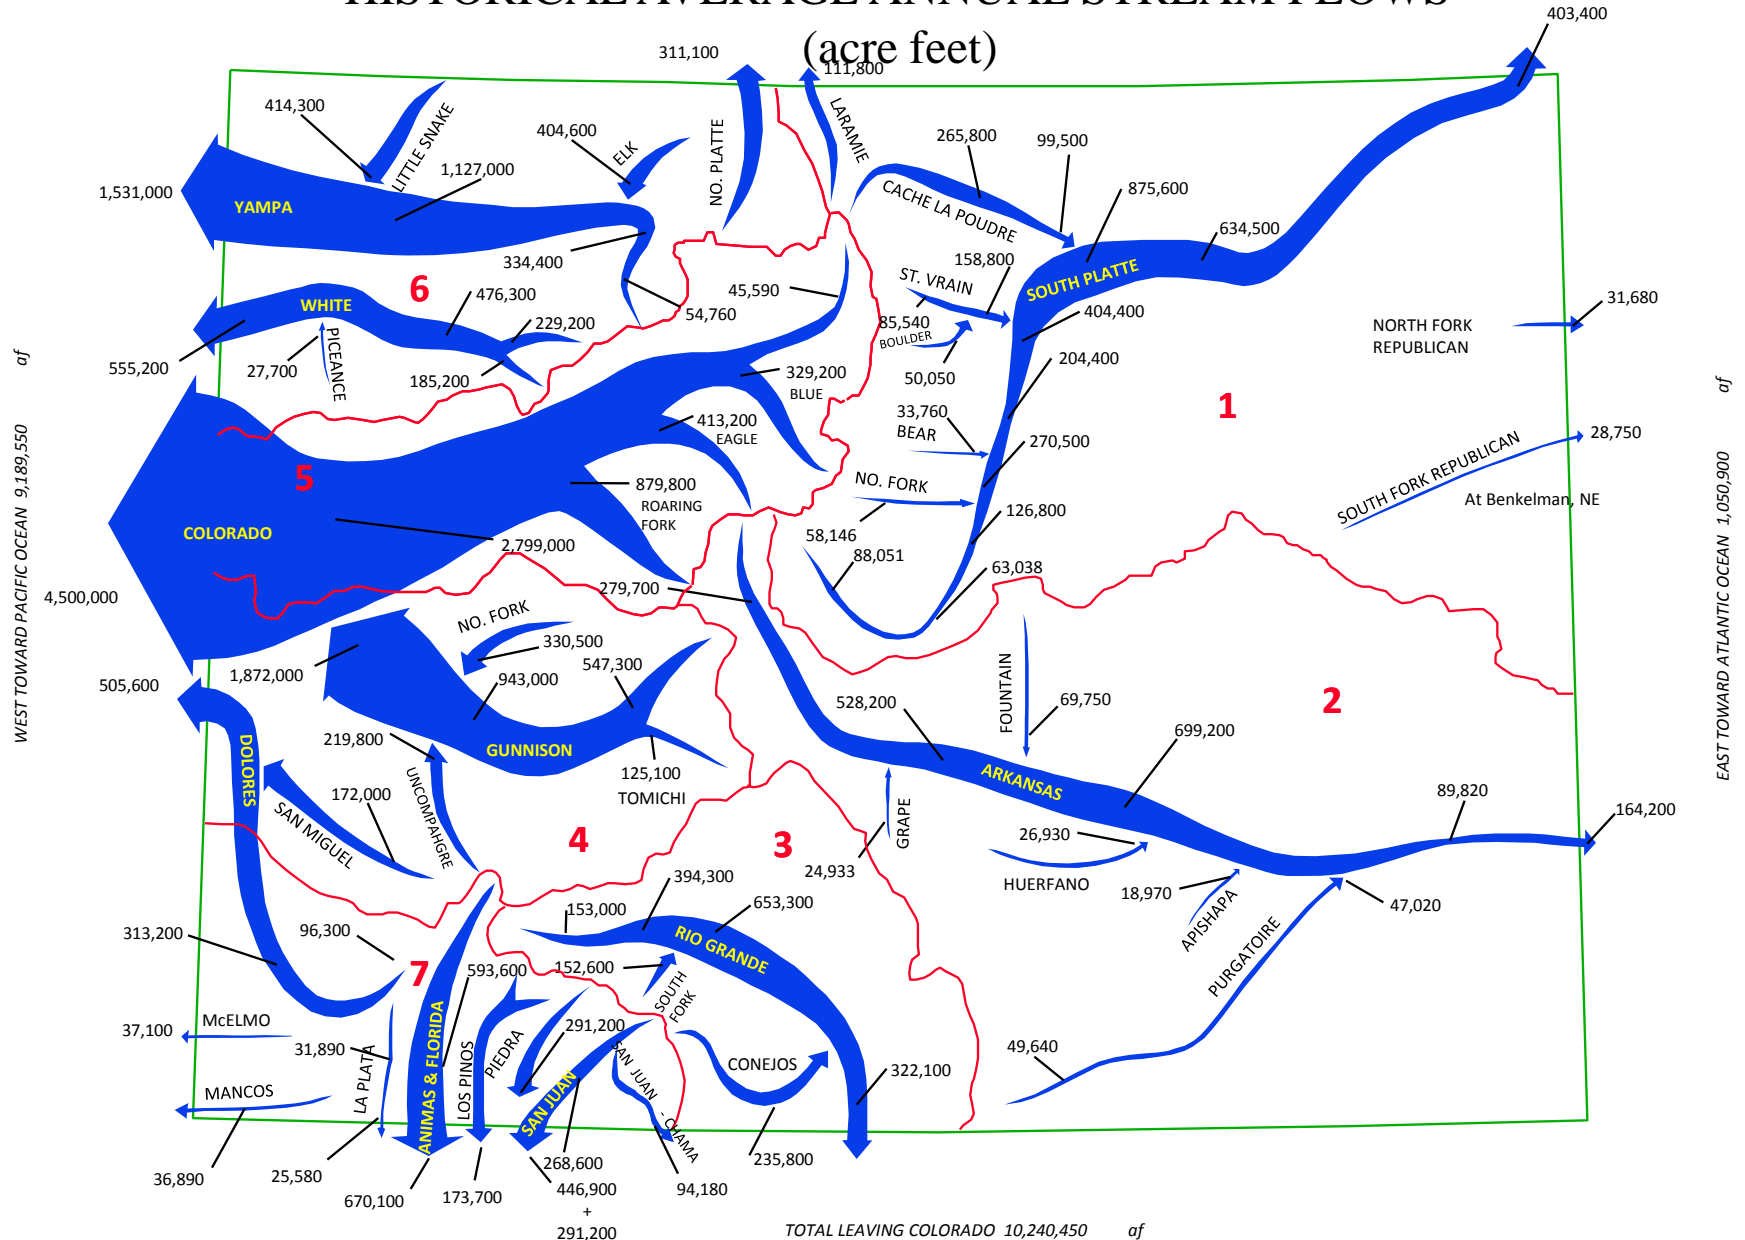 HISTORICAL AVERAGE ANNUAL STREAM FLOWS
(acre feet)
403,400
311,100
111,800
414,300
LITTLE SNAKE
404,600
ELK
NO. PLATTE
LARAMIE
265,800
99,500
1,127,000
1,531,000
YAMPA
CACHE LA POUDRE
875,600
634,500
334,400
158,800
SOUTH PLATTE
6
476,300
45,590
ST. VRAIN
WHITE
54,760
229,200
85,540
BOULDER
404,400
31,680
NORTH FORK
REPUBLICAN
555,200
27,700
PICEANCE
185,200
329,200
BLUE
50,050
204,400
413,200
EAGLE
33,760
BEAR
1
270,500
28,750
SOUTH FORK REPUBLICAN
At Benkelman, NE
5
879,800
ROARING
FORK
NO. FORK
58,146
126,800
COLORADO
2,799,000
88,051
63,038
279,700
4,500,000
WEST TOWARD PACIFIC OCEAN 9,189,550 af
EAST TOWARD ATLANTIC OCEAN 1,050,900 af
NO. FORK
330,500
547,300
1,872,000
943,000
505,600
FOUNTAIN
69,750
528,200
2
699,200
219,800
GUNNISON
DOLORES
UNCOMPAHGRE
125,100
TOMICHI
172,000
SAN MIGUEL
ARKANSAS
89,820
164,200
4
3
GRAPE
26,930
24,933
HUERFANO
18,970
APISHAPA
47,020
PURGATOIRE
394,300
153,000
653,300
RIO GRANDE
313,200
96,300
7
593,600
152,600
SOUTH
FORK
37,100
McELMO
31,890
LA PLATA
ANIMAS & FLORIDA
LOS PINOS
PIEDRA
291,200
SAN JUAN
SAN JUAN - CHAMA
CONEJOS
49,640
322,100
MANCOS
36,890
25,580
670,100
173,700
268,600
446,900
+
291,200
94,180
235,800
TOTAL LEAVING COLORADO 10,240,450 af